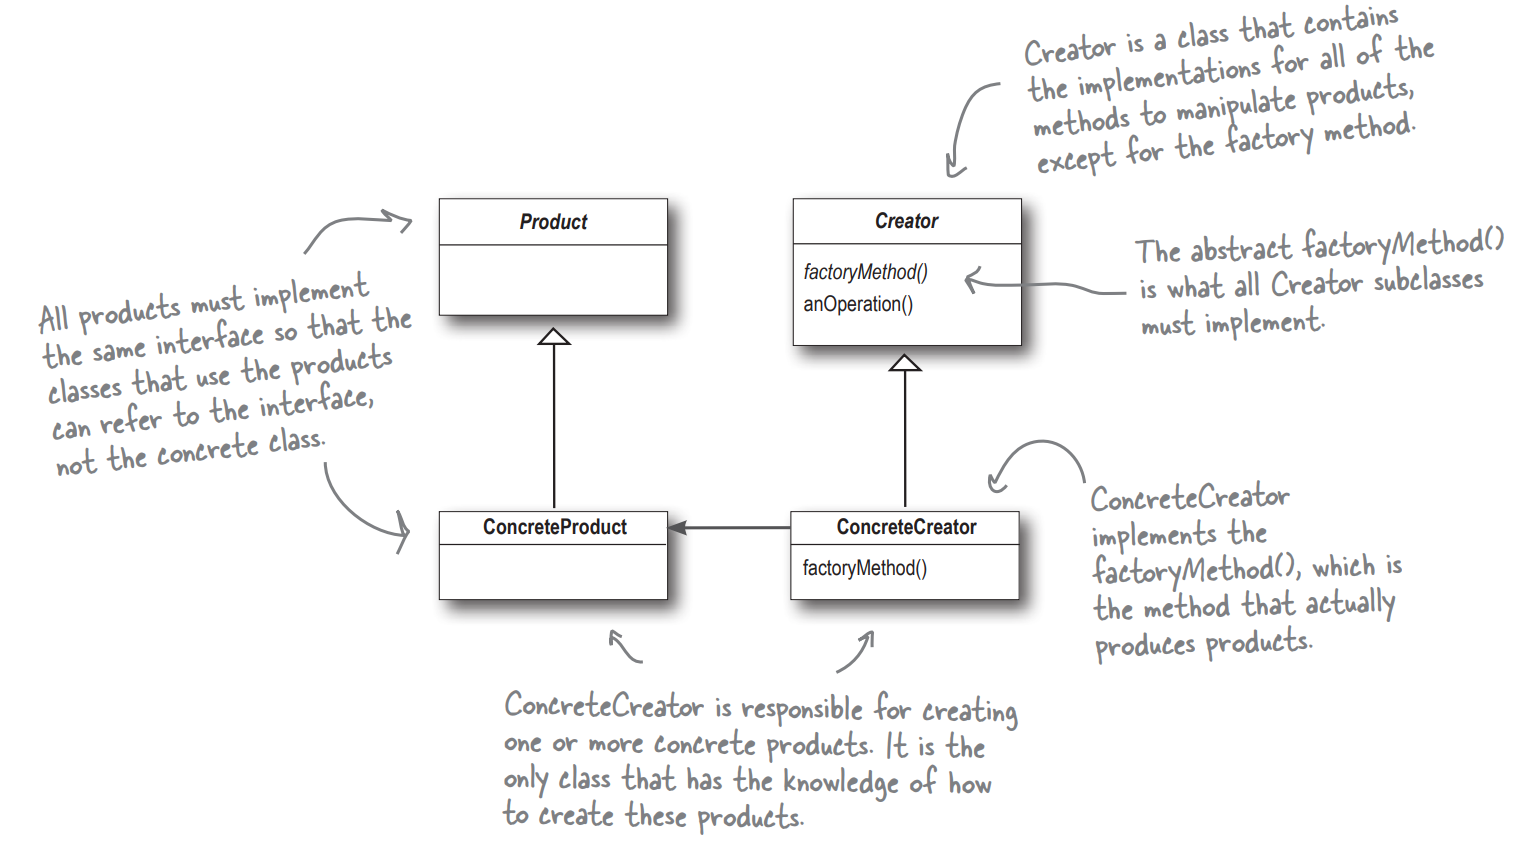 Creator is a class that contains
the implementations for all of the
methods to manipulate products,
except for the factory method.
Product
Creator
factoryMethod()
anOperation()
The abstract factoryMethod()
is what all Creator subclasses
must implement.
All products must implement
the same interface so that the
classes that use the products
can refer to the interface,
not the concrete class.
ConcreteProduct
ConcreteCreator
factoryMethod()
ConcreteCreator
implements the
factoryMethod(), which is
the method that actually
produces products.
ConcreteCreator is responsible for creating
one or more concrete products. It is the
only class that has the knowledge of how
to create these products.